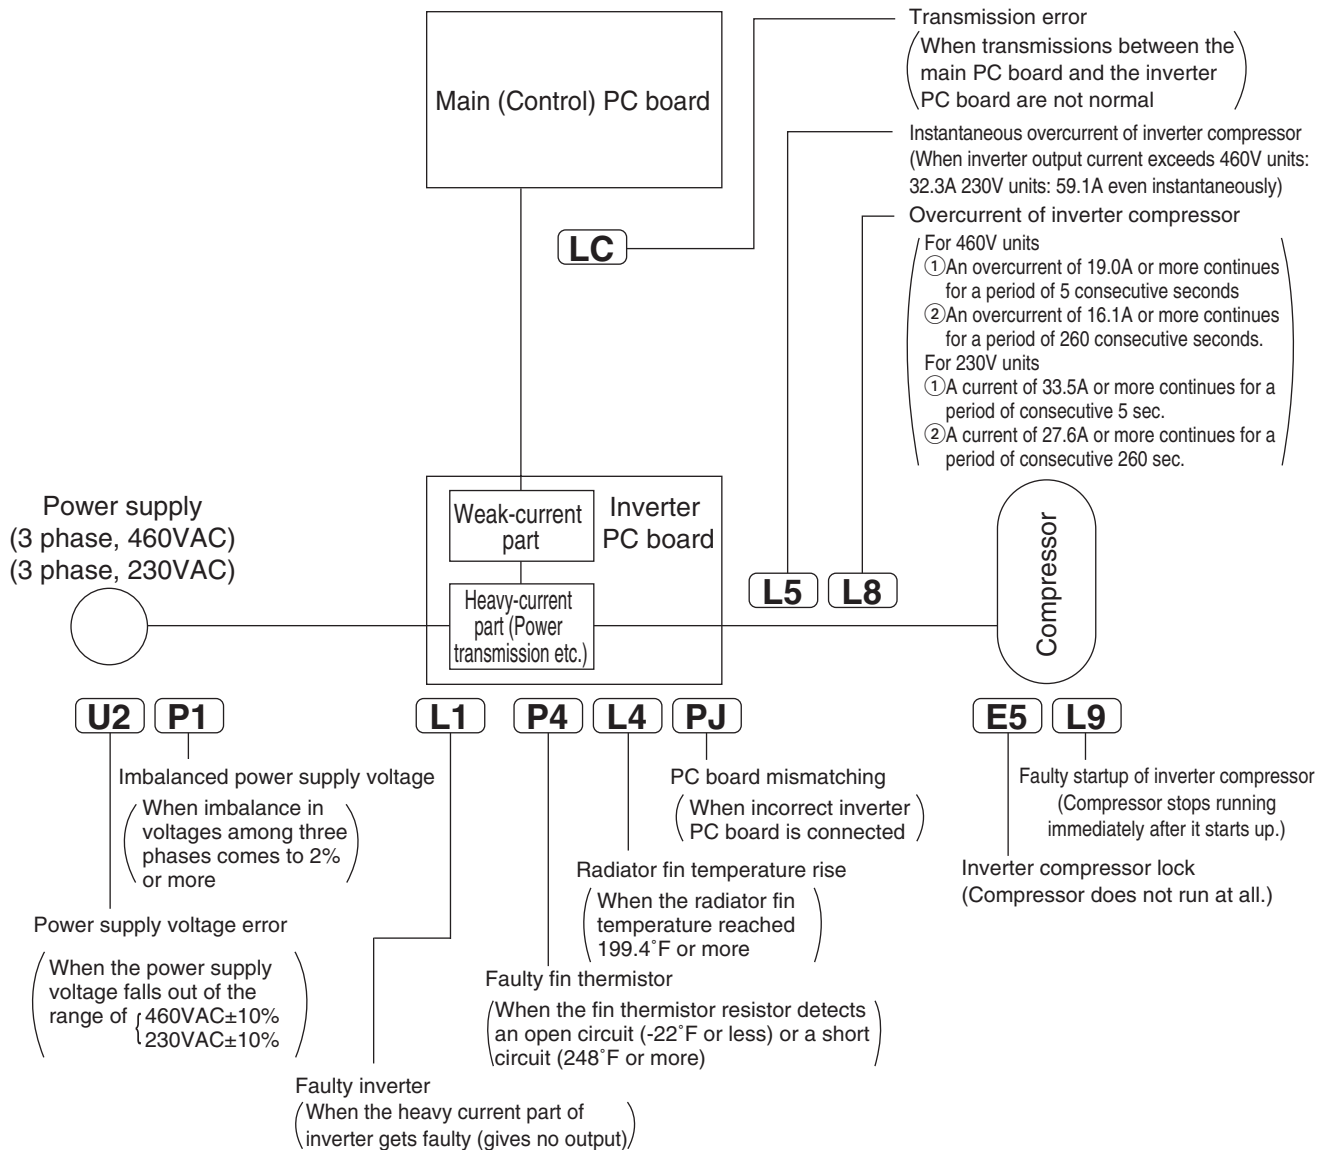 Main (Control) PC board
Transmission error
When transmissions between the
main PC board and the inverter
PC board are not normal
Instantaneous overcurrent of inverter compressor
(When inverter output current exceeds 460V units:
32.3A 230V units: 59.1A even instantaneously)
Overcurrent of inverter compressor
For 460V units
①An overcurrent of 19.0A or more continues
for a period of 5 consecutive seconds
②An overcurrent of 16.1A or more continues
for a period of 260 consecutive seconds.
For 230V units
①A current of 33.5A or more continues for a
period of consecutive 5 sec.
②A current of 27.6A or more continues for a
period of consecutive 260 sec.
LC
Power supply
(3 phase, 460VAC)
(3 phase, 230VAC)
Weak-current
part
Inverter
PC board
Heavy-current
part (Power
transmission etc.)
L5
L8
Compressor
U2
P1
L1
P4
L4
PJ
E5
L9
Imbalanced power supply voltage
When imbalance in
voltages among three
phases comes to 2%
or more
Power supply voltage error
When the power supply
voltage falls out of the
range of { 460VAC±10%
230VAC±10%
PC board mismatching
When incorrect inverter
PC board is connected
Radiator fin temperature rise
When the radiator fin
temperature reached
199.4˚F or more
Faulty fin thermistor
When the fin thermistor resistor detects
an open circuit (-22˚F or less) or a short
circuit (248˚F or more)
Faulty inverter
When the heavy current part of
inverter gets faulty (gives no output)
Faulty startup of inverter compressor
(Compressor stops running
immediately after it starts up.)
Inverter compressor lock
(Compressor does not run at all.)